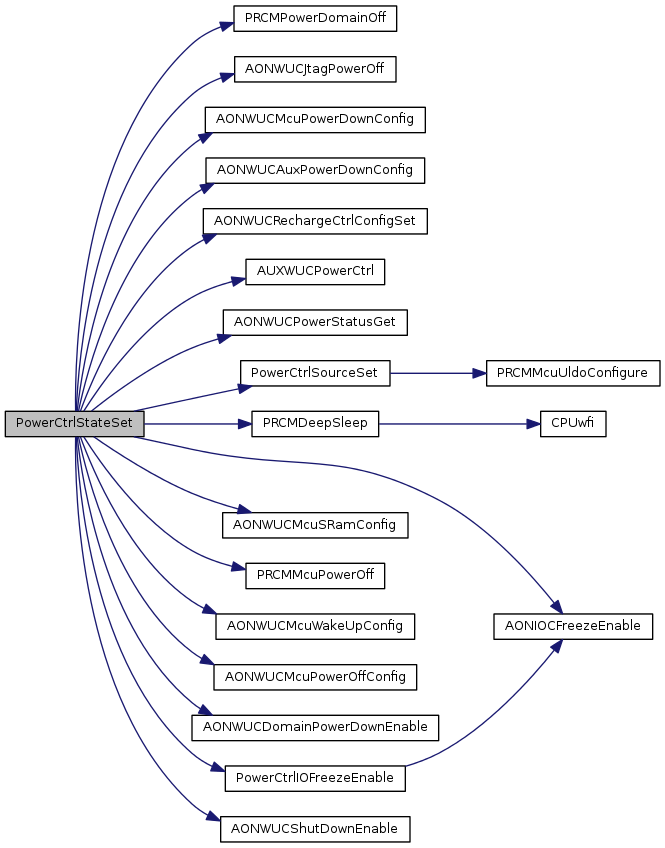 PRCMPowerDomainOff
AONWUCJtagPowerOff
AONWUCMcuPowerDownConfig
AONWUCAuxPowerDownConfig
AONWUCRechargeCtrlConfigSet
AUXWUCPowerCtrl
AONWUCPowerStatusGet
PowerCtrlSourceSet
PRCMMcuUldoConfigure
PowerCtrlStateSet
PRCMDeepSleep
CPUwfi
AONWUCMcuSRamConfig
PRCMMcuPowerOff
AONWUCMcuWakeUpConfig
AONIOCFreezeEnable
AONWUCMcuPowerOffConfig
AONWUCDomainPowerDownEnable
PowerCtrlIOFreezeEnable
AONWUCShutDownEnable